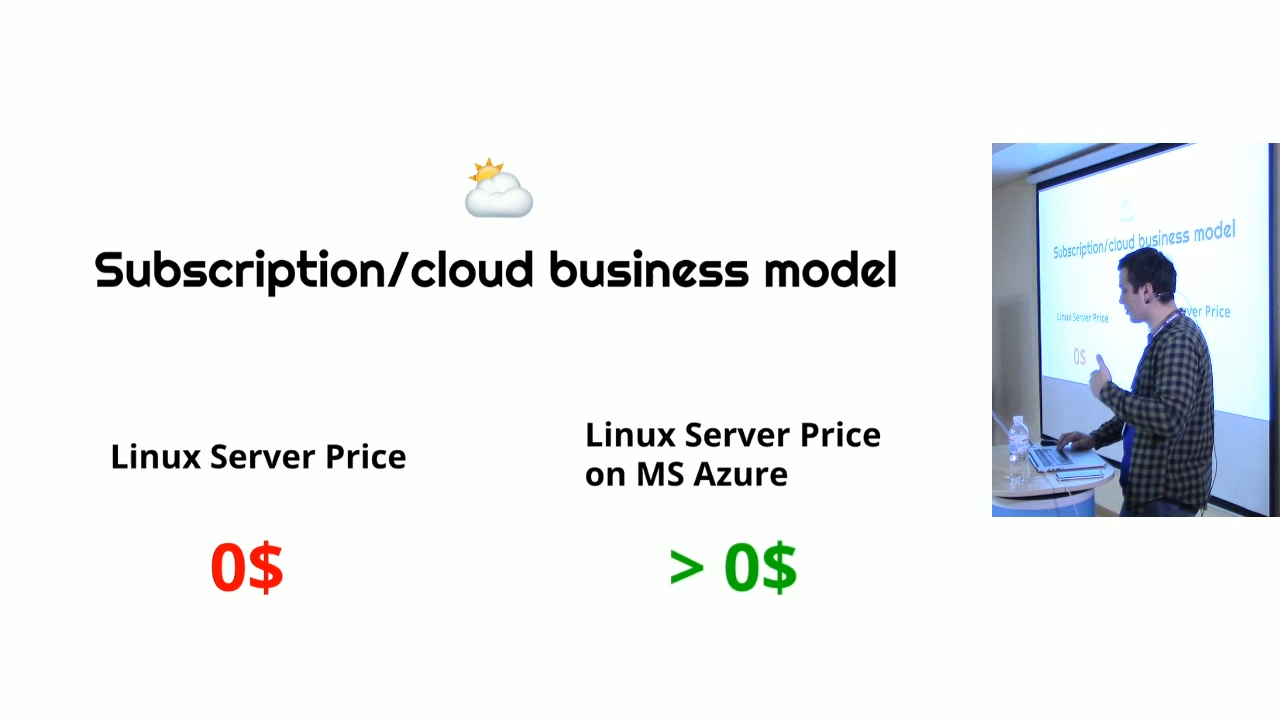 Subscription/cloud business model
Linux Server Price
Linux Server Price
on MS Azure
0$
> 0$
Subscription/cloud business model
Linux Server Price
ver Price
0$